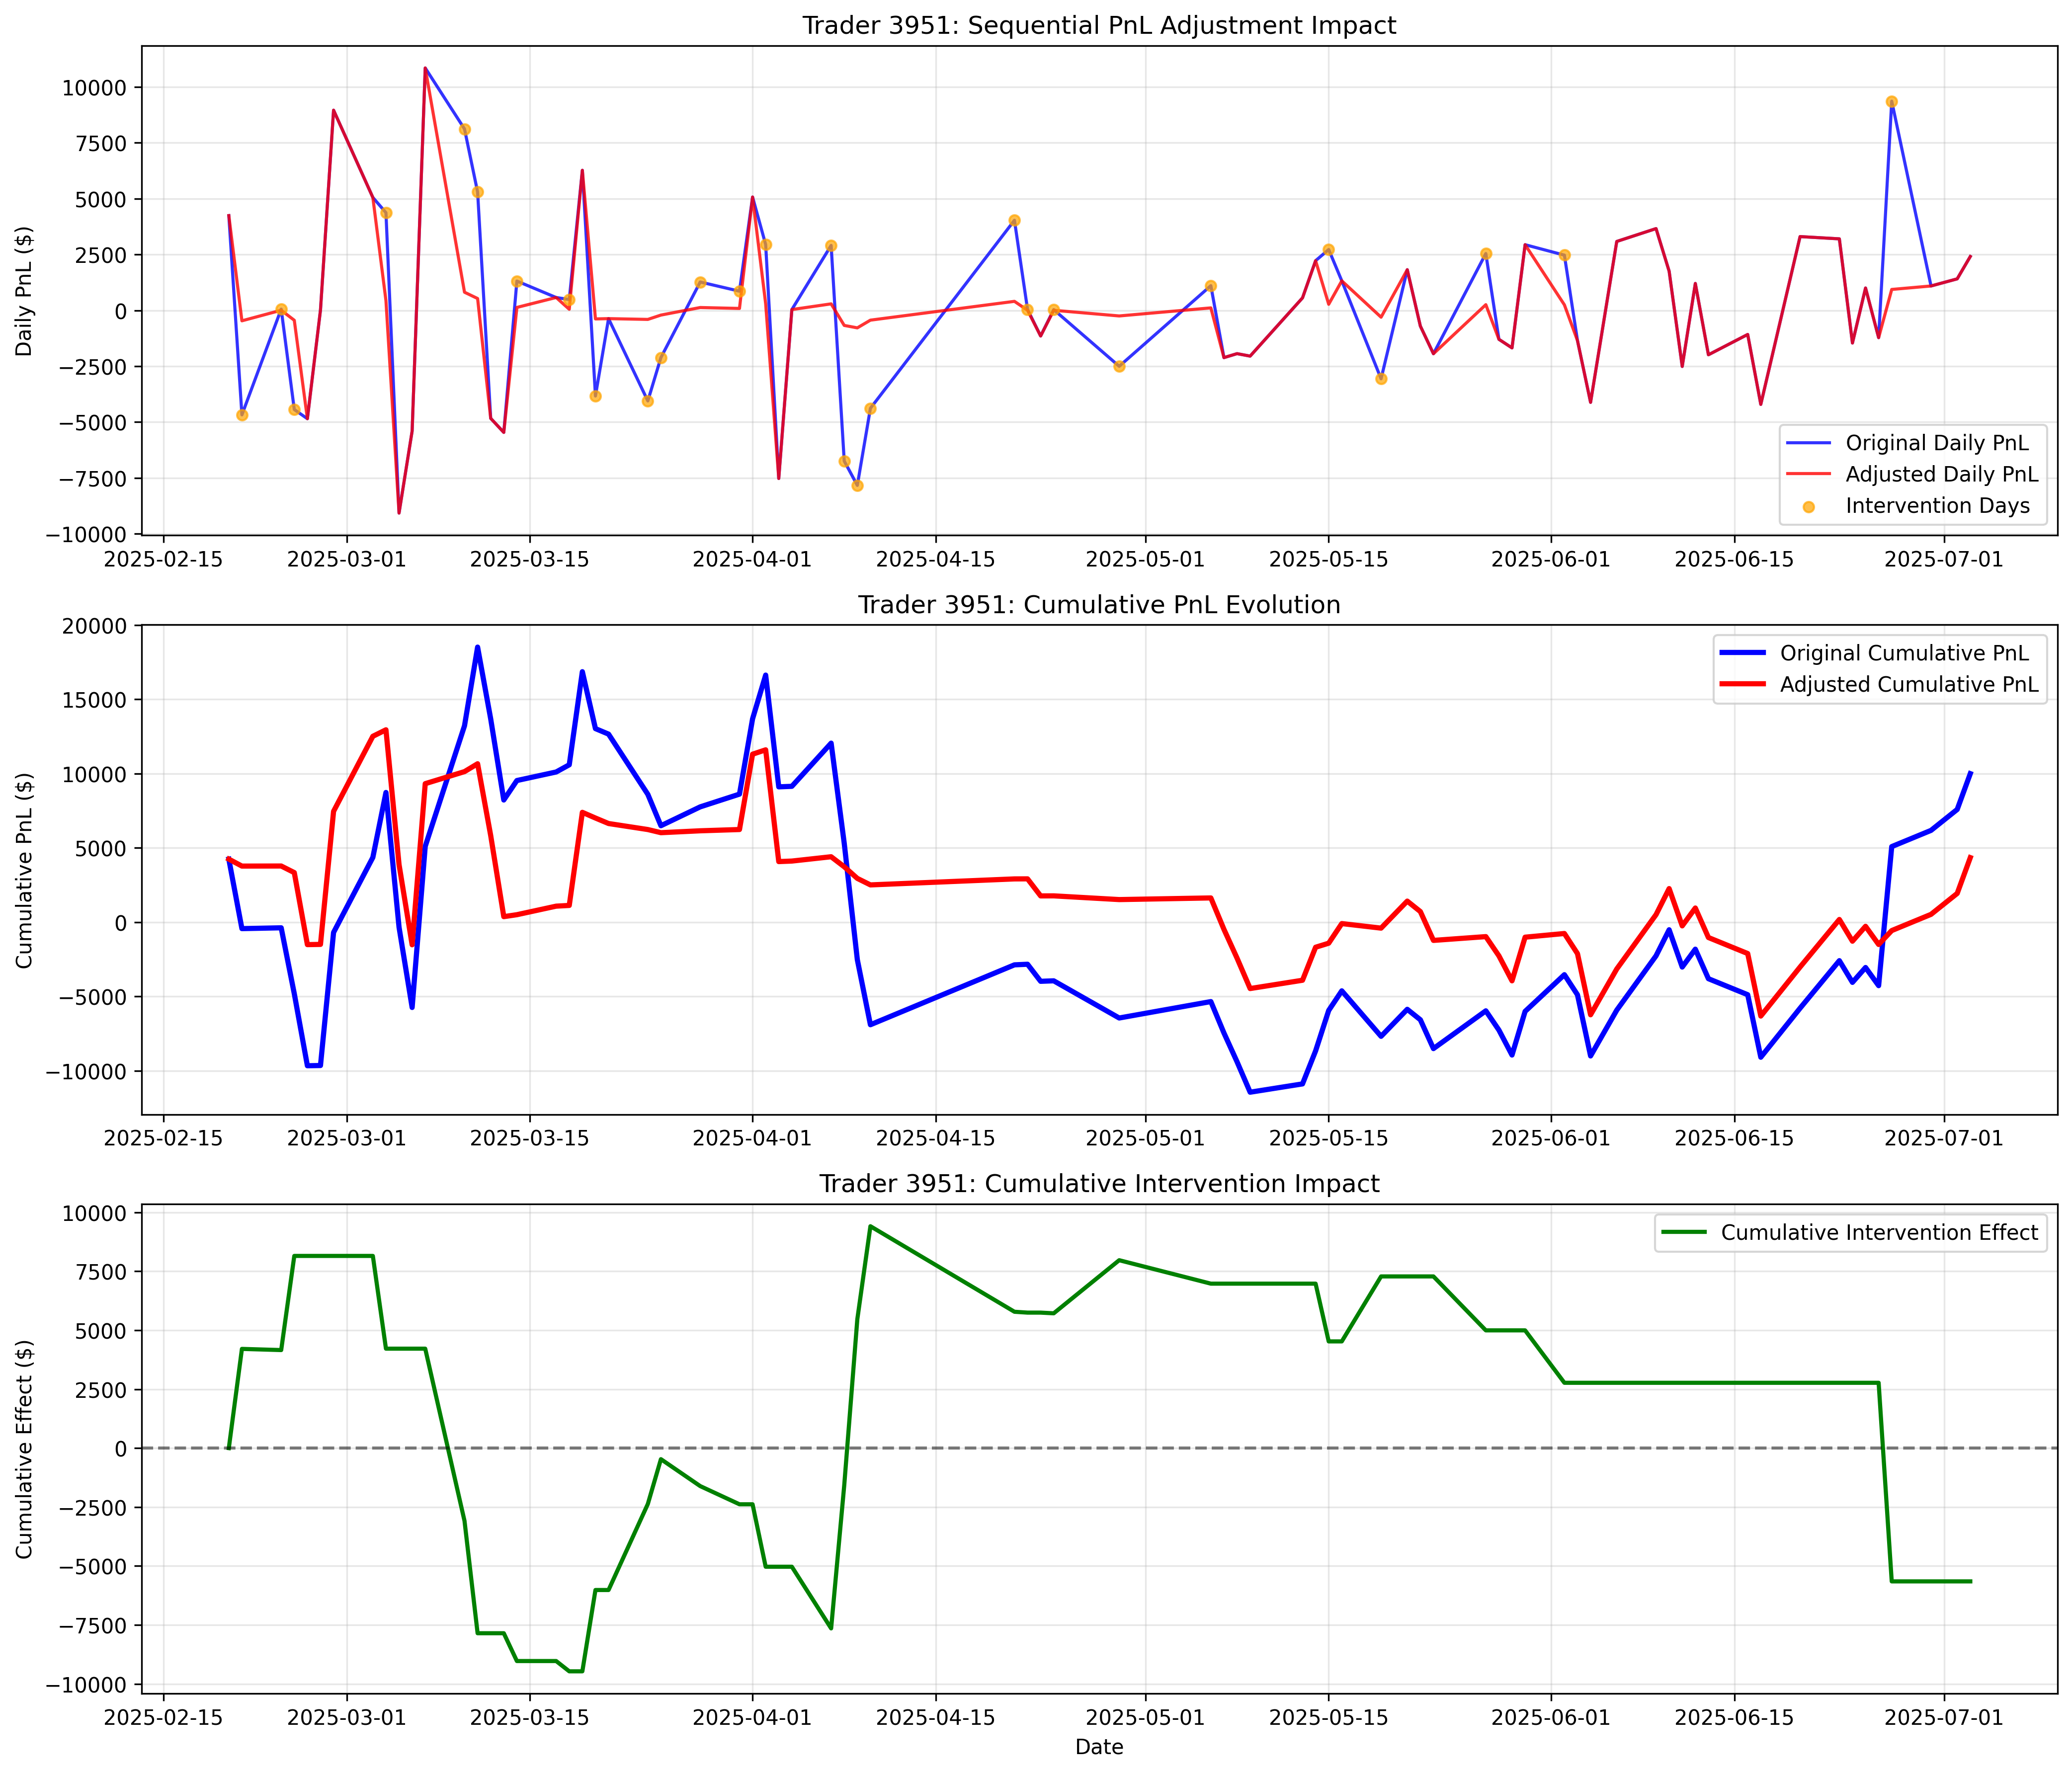 Trader 3951: Sequential PnL Adjustment Impact
Daily PnL ($)
10000
7500
5000
2500
0
−2500
−5000
−7500
−10000
Original Daily PnL
Adjusted Daily PnL
Intervention Days
2025-02-15 2025-03-01 2025-03-15 2025-04-01 2025-04-15 2025-05-01 2025-05-15 2025-06-01 2025-06-15 2025-07-01
Trader 3951: Cumulative PnL Evolution
Cumulative PnL ($)
20000
15000
10000
5000
0
−5000
−10000
Original Cumulative PnL
Adjusted Cumulative PnL
2025-02-15 2025-03-01 2025-03-15 2025-04-01 2025-04-15 2025-05-01 2025-05-15 2025-06-01 2025-06-15 2025-07-01
Trader 3951: Cumulative Intervention Impact
Cumulative Effect ($)
10000
7500
5000
2500
0
−2500
−5000
−7500
−10000
Cumulative Intervention Effect
2025-02-15 2025-03-01 2025-03-15 2025-04-01 2025-04-15 2025-05-01 2025-05-15 2025-06-01 2025-06-15 2025-07-01
Date